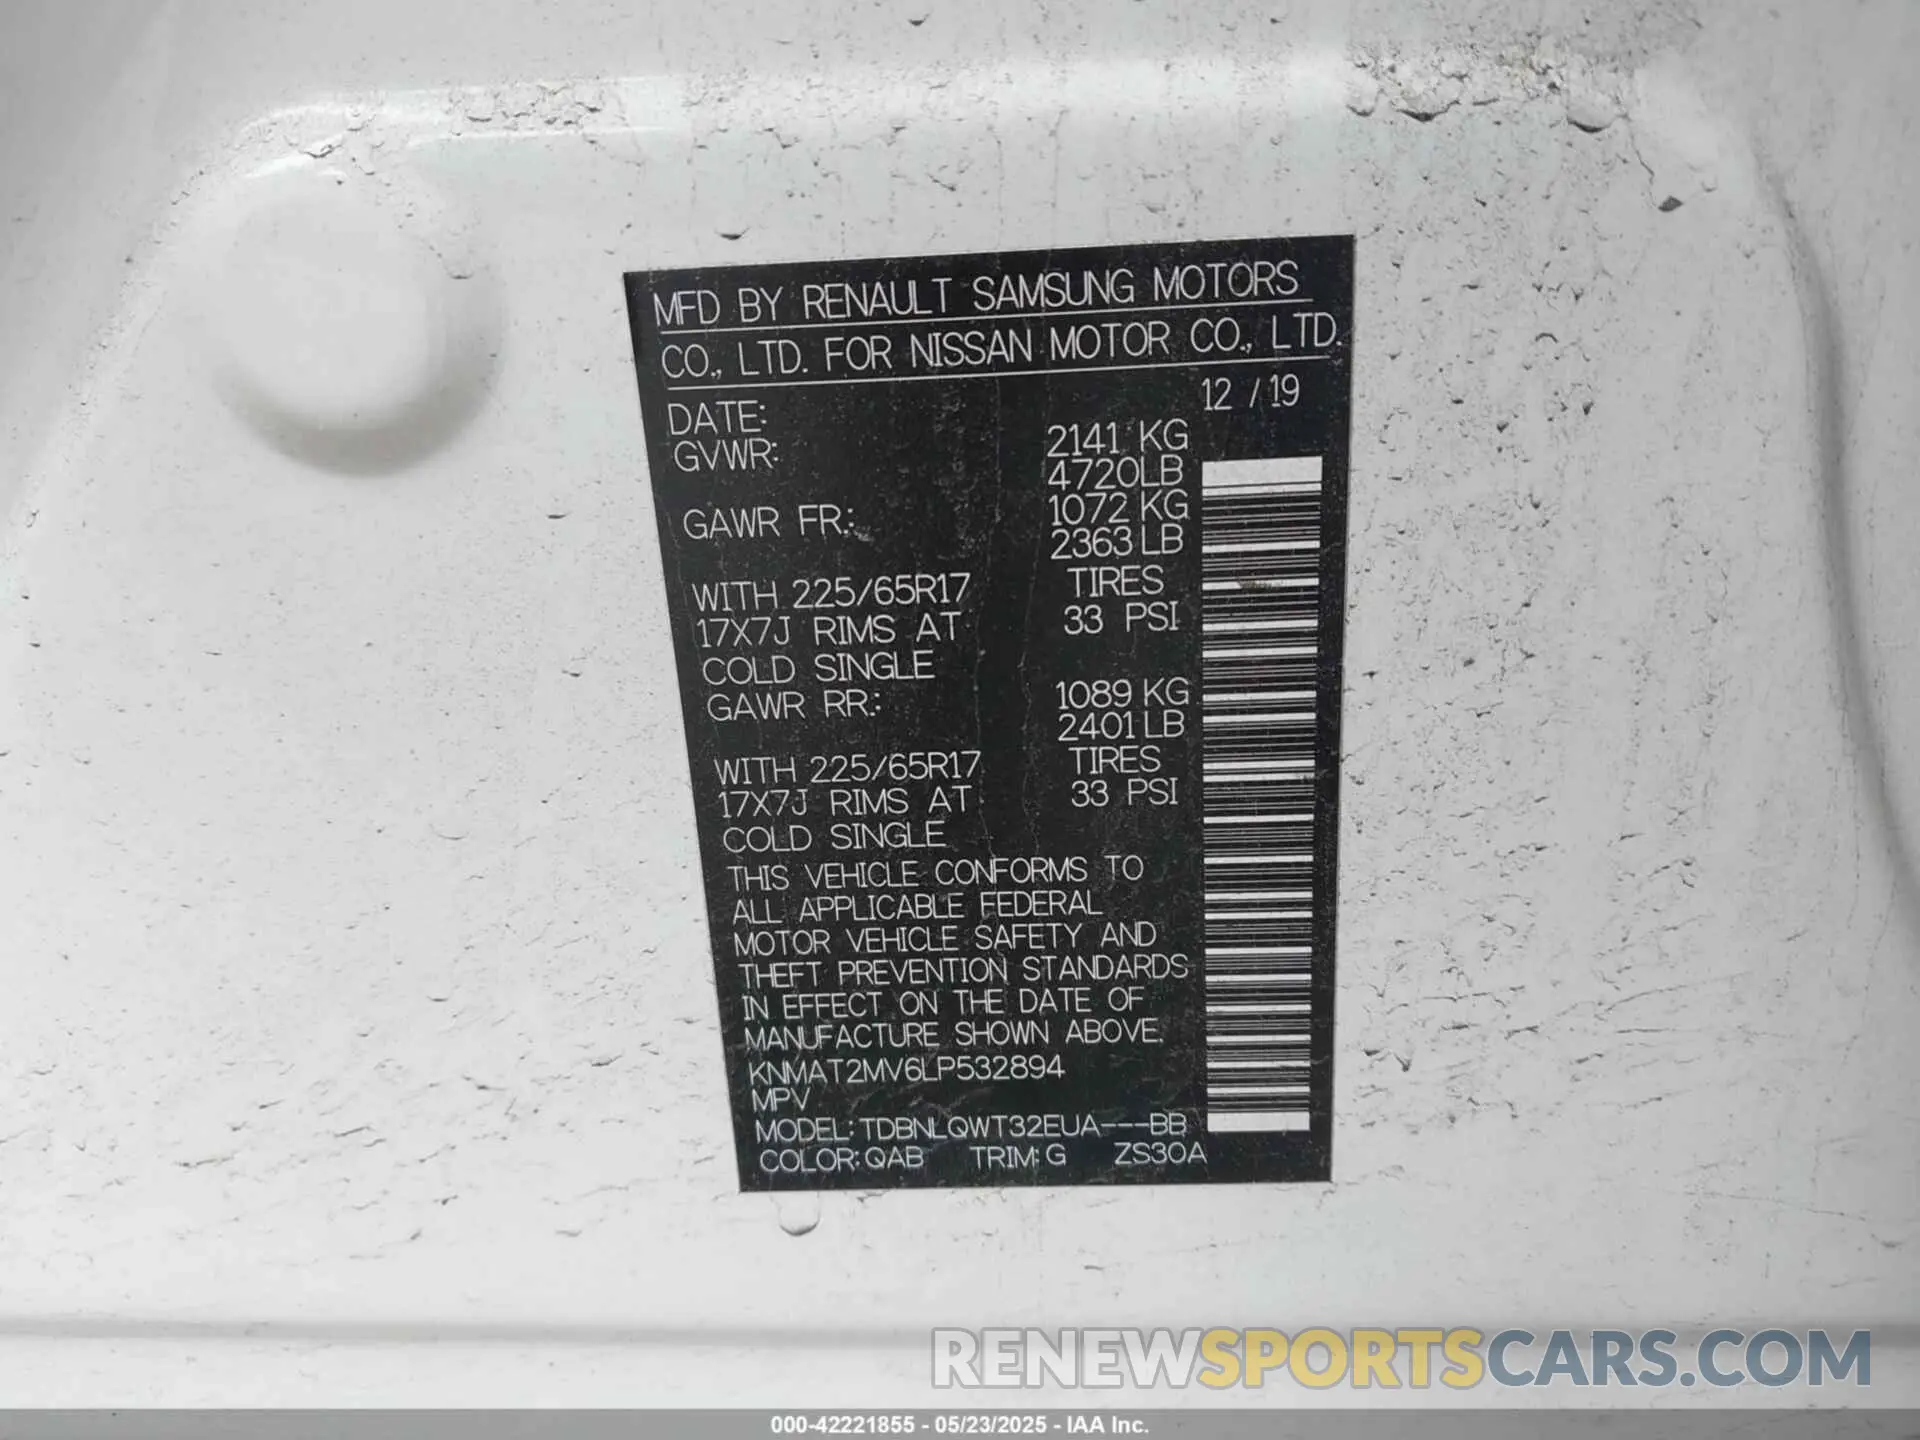 MFD BY RENAULT SAMSUNG MOTORS
CO., LTD. FOR NISSAN MOTOR CO., LTD.
DATE: 12 / 19
GVWR: 2141 KG
4720LB
GAWR FR.: 1072 KG
2363 LB
WITH 225/65R17 TIRES
17X7J RIMS AT 33 PSI
COLD SINGLE
GAWR RR.: 1089 KG
2401 LB
WITH 225/65R17 TIRES
17X7J RIMS AT 33 PSI
COLD SINGLE
THIS VEHICLE CONFORMS TO
ALL APPLICABLE FEDERAL
MOTOR VEHICLE SAFETY AND
THEFT PREVENTION STANDARDS
IN EFFECT ON THE DATE OF
MANUFACTURE SHOWN ABOVE.
KNMAT2MV6LP532894
MPV
MODEL: TDBNLQWT32EUA---BB
COLOR: QAB TRIM: G ZS30A
RENEWSPORTSCARS.COM
000-42221855 - 05/23/2025 - IAA Inc.